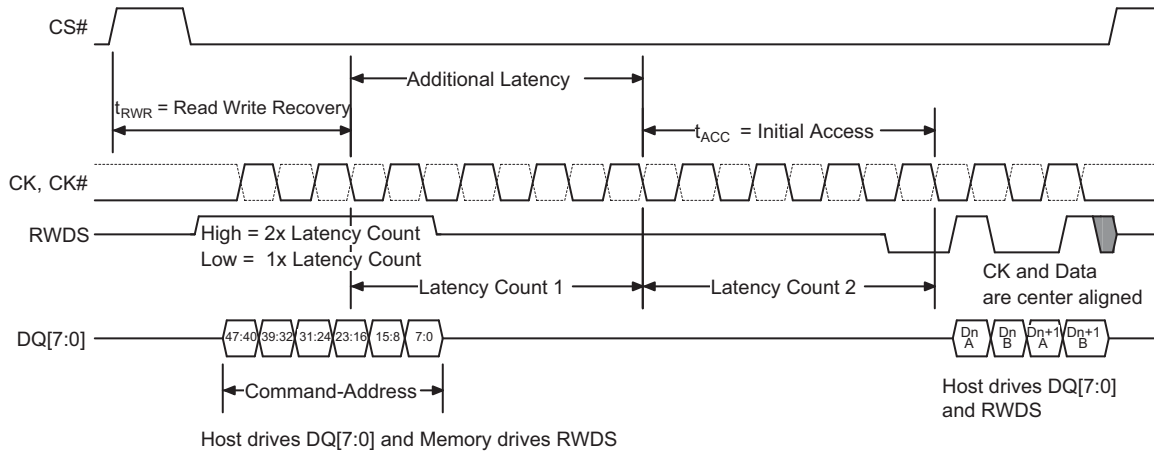 CS#
Additional Latency
tRWR = Read Write Recovery
tACC = Initial Access
CK, CK#
RWDS
High = 2x Latency Count
Low = 1x Latency Count
CK and Data
are center aligned
Latency Count 1
Latency Count 2
DQ[7:0]
47:40 39:32 31:24 23:16 15:8 7:0
Dn A
Dn B
Dn+1 A
Dn+1 B
Command-Address
Host drives DQ[7:0]
and RWDS
Host drives DQ[7:0] and Memory drives RWDS